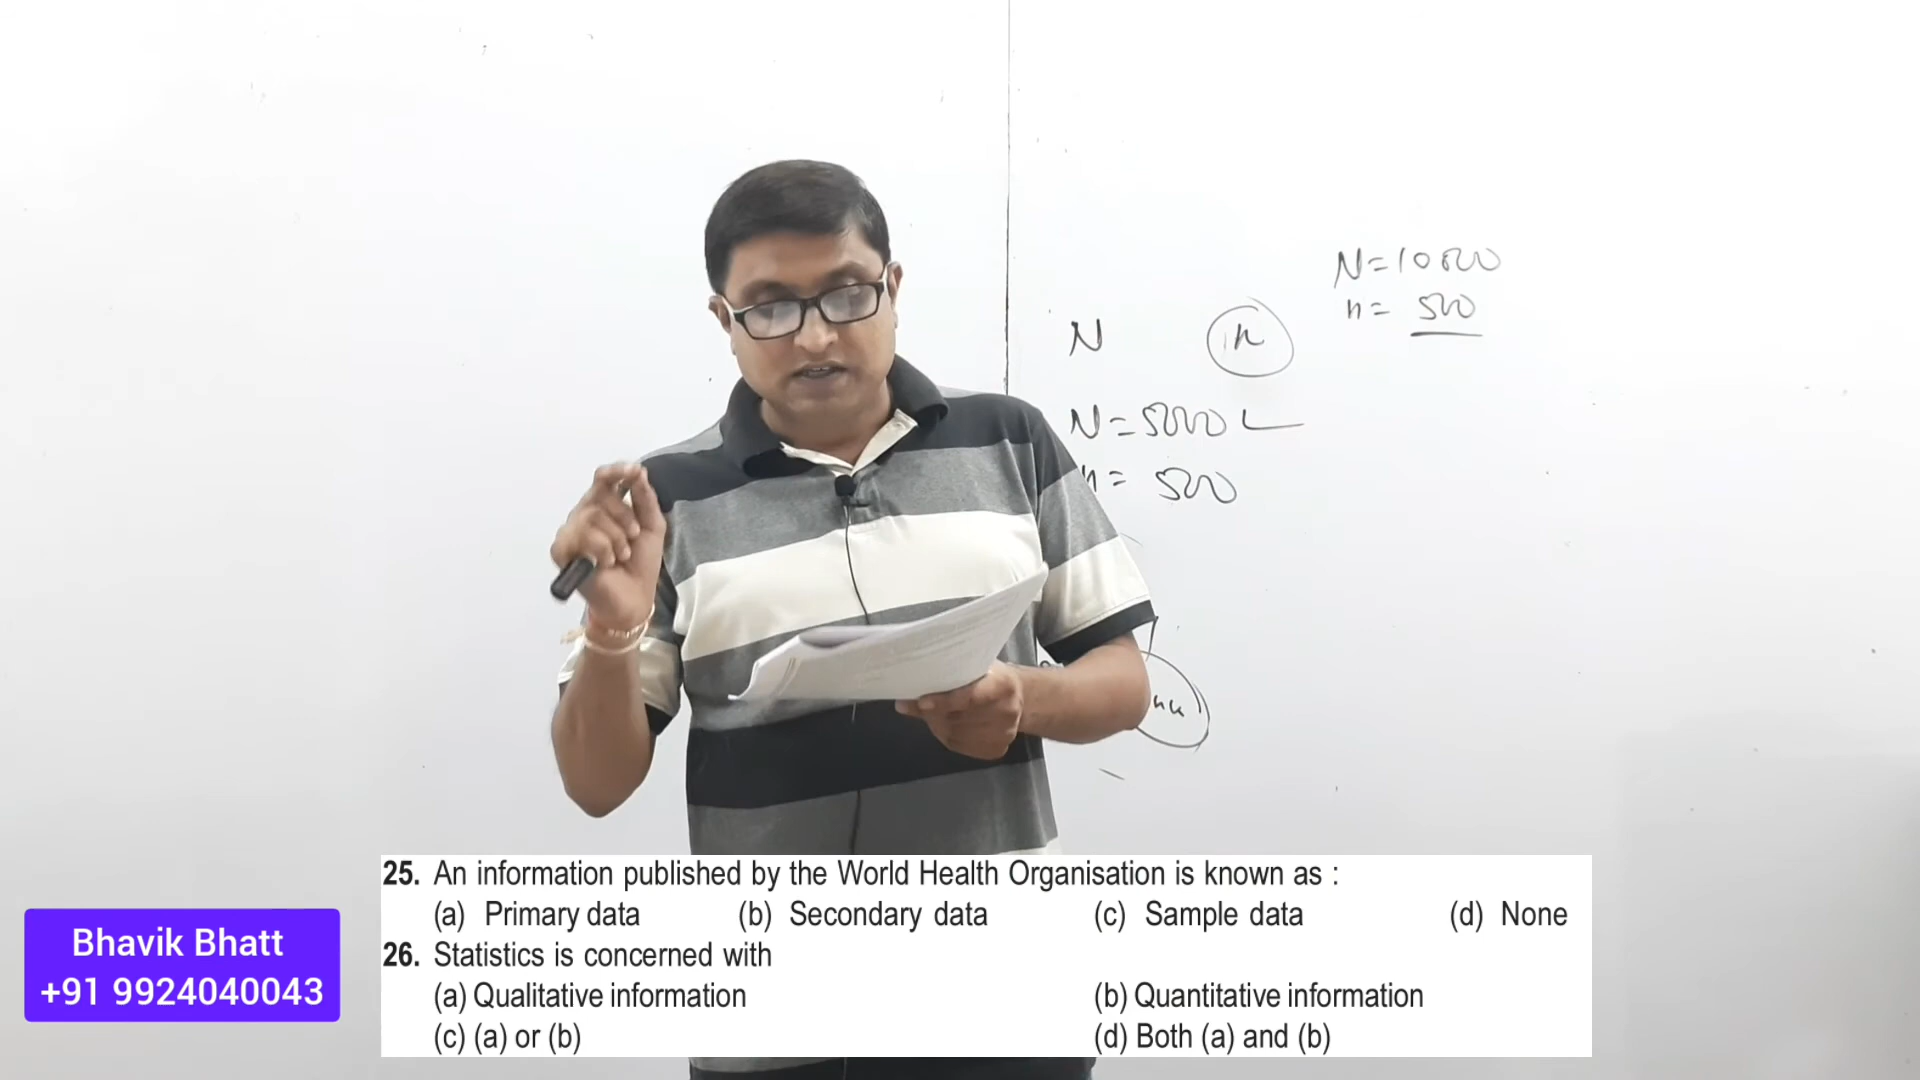 N=10000
n= 500
N n
N=5000
n= 500
25. An information published by the World Health Organisation is known as :
(a) Primary data (b) Secondary data (c) Sample data (d) None
26. Statistics is concerned with
(a) Qualitative information (b) Quantitative information
(c) (a) or (b) (d) Both (a) and (b)
Bhavik Bhatt
+91 9924040043